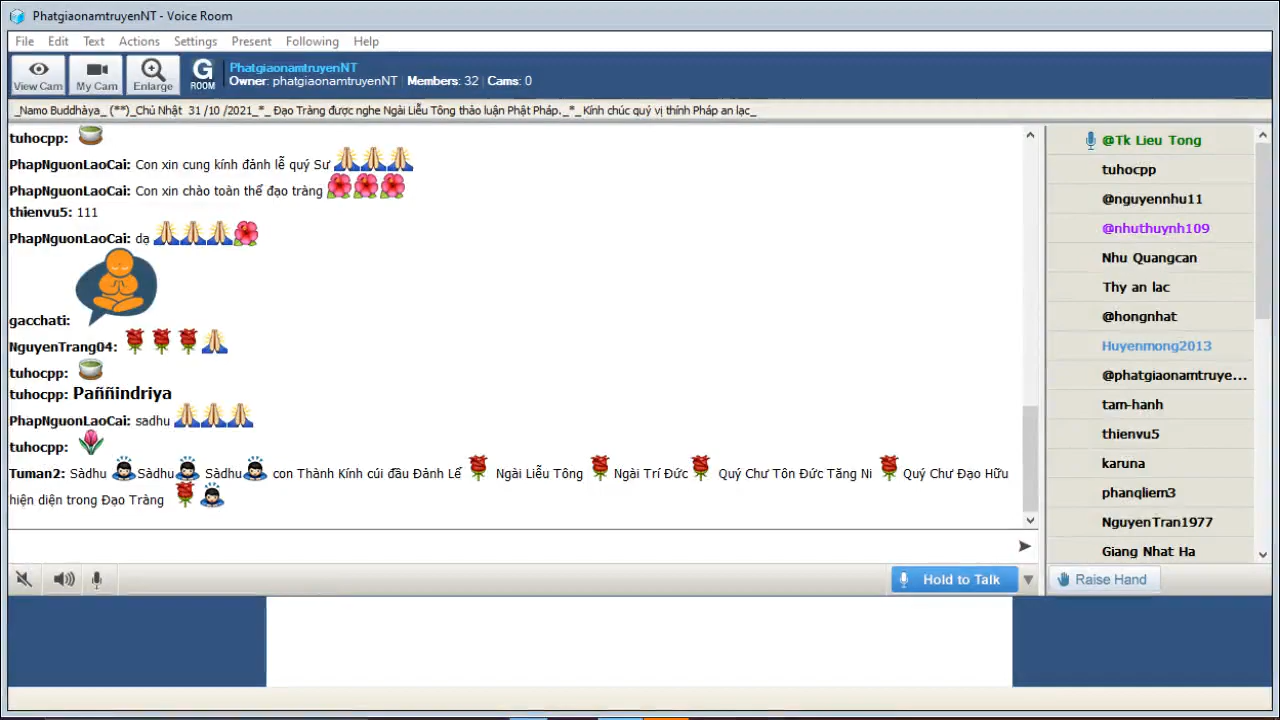 PhatgiaonamtruyenNT - Voice Room
File Edit Text Actions Settings Present Following Help
View Cam My Cam Enlarge G ROOM
PhatgiaonamtruyenNT
Owner: phatgiaonamtruyenNT Members: 32 Cams: 0
_Namo Buddhàya_ (**)_Chủ Nhật 31 /10 /2021_*_ Đạo Tràng được nghe Ngài Liễu Tông thảo luận Phật Pháp._*_ Kính chúc quý vị thính Pháp an lạc_
tuhocpp:
PhapNguonLaoCai: Con xin cung kính đảnh lễ quý Sư
PhapNguonLaoCai: Con xin chào toàn thể đạo tràng
thienvu5: 111
PhapNguonLaoCai: dạ
gacchati:
NguyenTrang04:
tuhocpp:
tuhocpp: Paññindriya
PhapNguonLaoCai: sadhu
tuhocpp:
Tuman2: Sàdhu Sàdhu Sàdhu con Thành Kính cúi đầu Đảnh Lễ Ngài Liễu Tông Ngài Trí Đức Quý Chư Tôn Đức Tăng Ni Quý Chư Đạo Hữu
hiện diện trong Đạo Tràng
@Tk Lieu Tong
tuhocpp
@nguyennhu11
@nhuthuynh109
Nhu Quangcan
Thy an lac
@hongnhat
Huyenmong2013
@phatgiaonamtruye...
tam-hanh
thienvu5
karuna
phanqliem3
NguyenTran1977
Giang Nhat Ha
Hold to Talk
Raise Hand